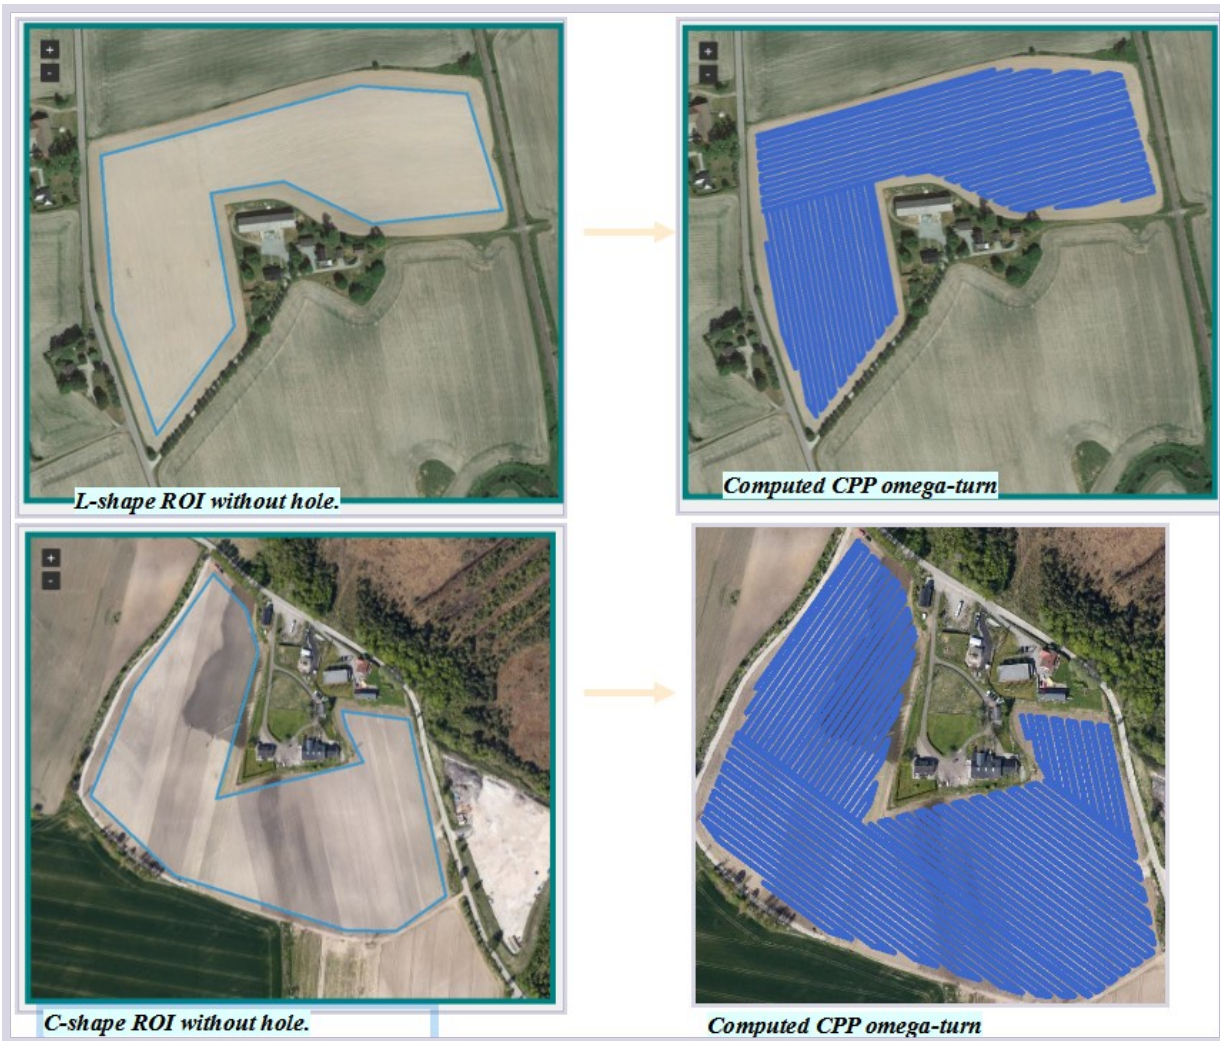 +
-
+
-
L-shape ROI without hole.
Computed CPP omega-turn
+
-
C-shape ROI without hole.
Computed CPP omega-turn